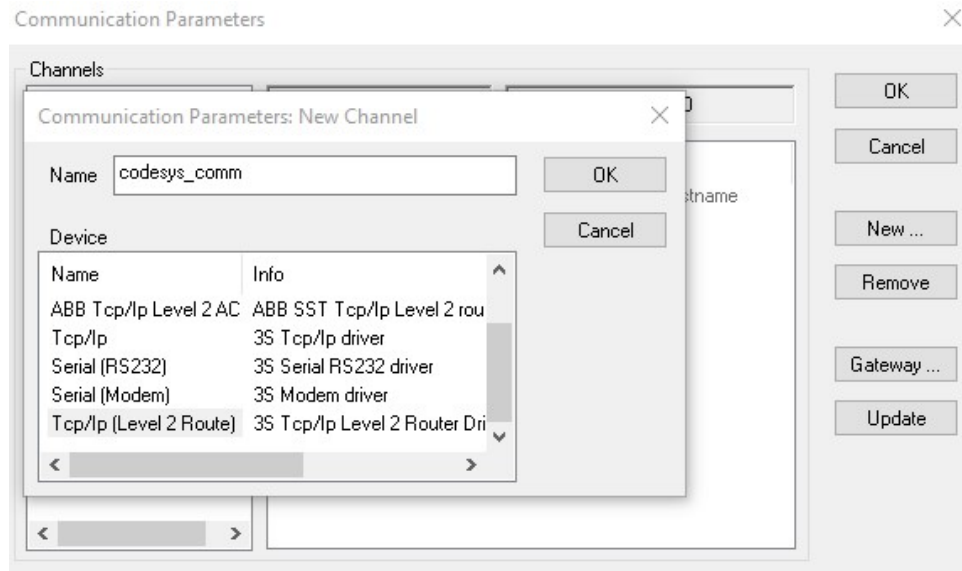 Communication Parameters
Channels
OK
Cancel
New ...
Remove
Gateway ...
Update
Communication Parameters: New Channel
Name codesys_comm
OK
Cancel
Device
Name Info
ABB Tcp/Ip Level 2 AC ABB SST Tcp/Ip Level 2 rou
Tcp/Ip 3S Tcp/Ip driver
Serial (RS232) 3S Serial RS232 driver
Serial (Modem) 3S Modem driver
Tcp/Ip (Level 2 Route) 3S Tcp/Ip Level 2 Router Dri
stname